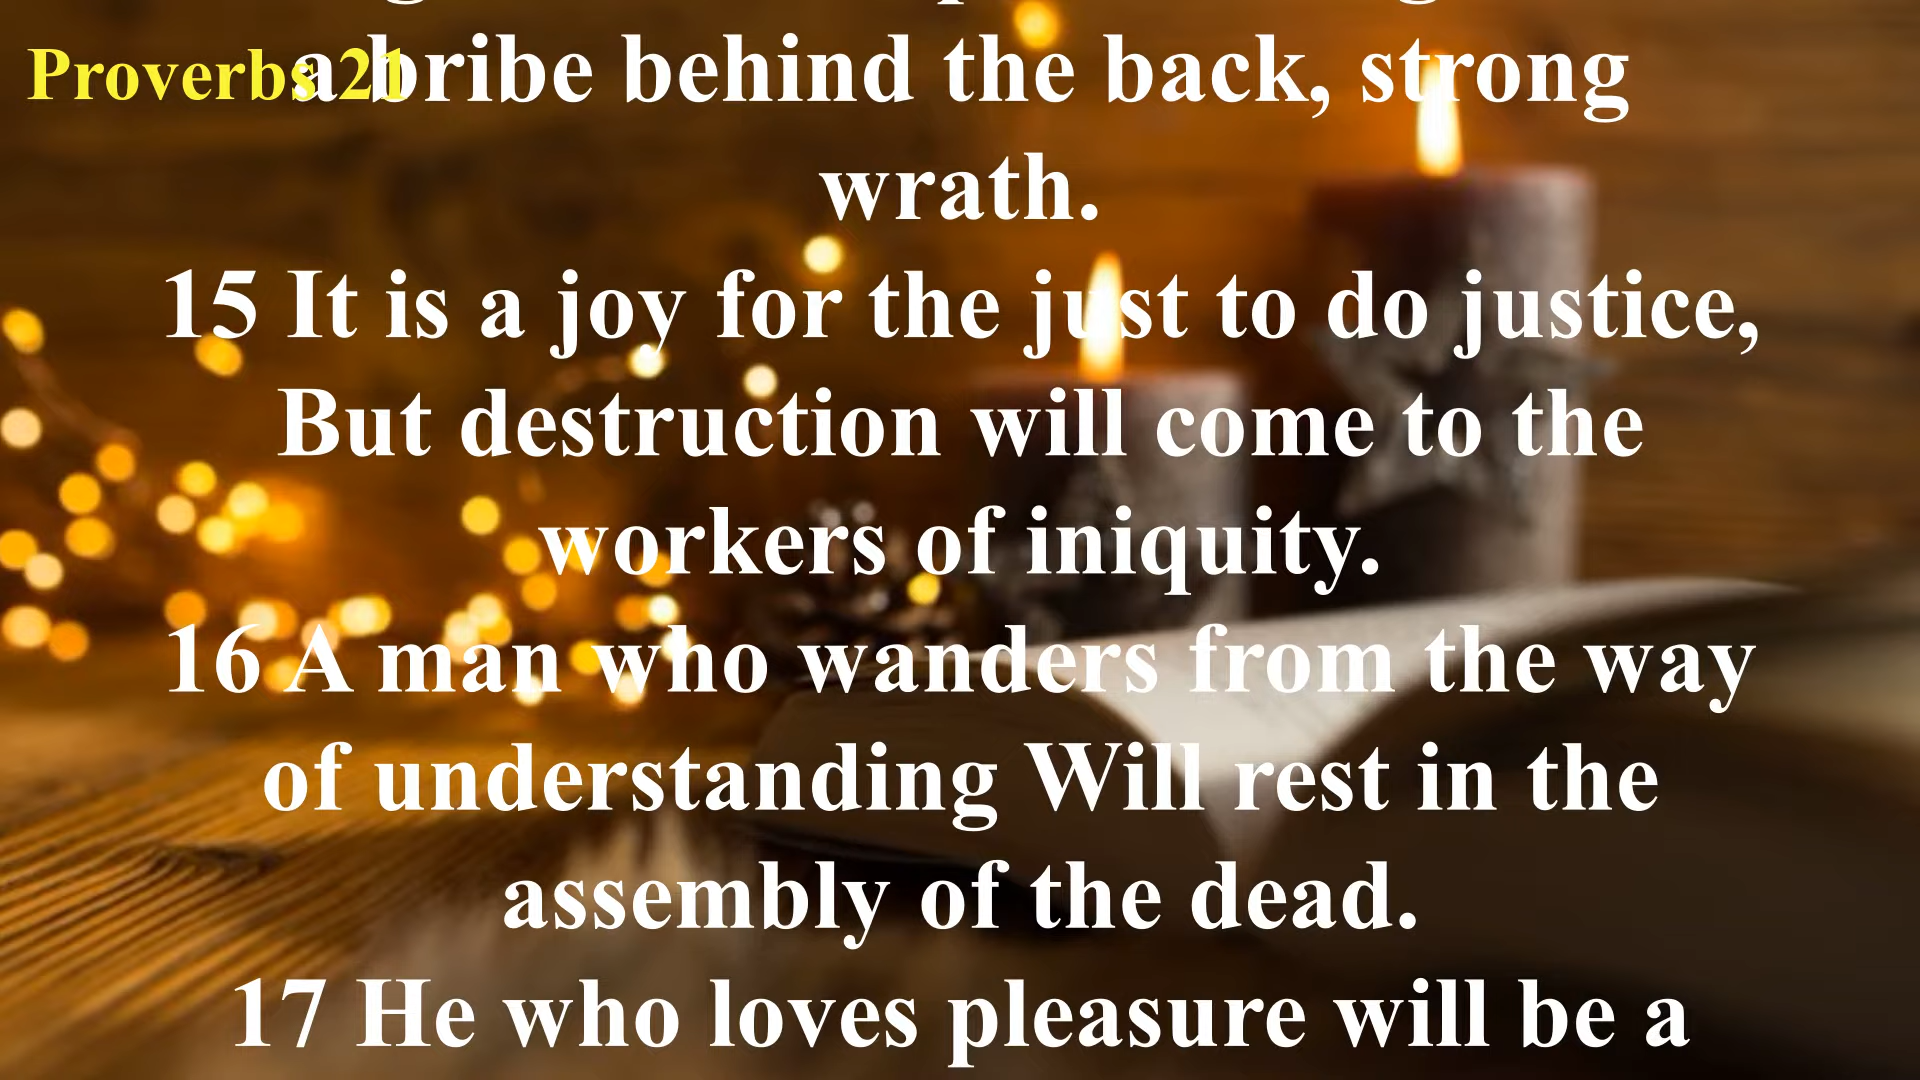 Proverbs 21
a bribe behind the back, strong
wrath.
15 It is a joy for the just to do justice,
But destruction will come to the
workers of iniquity.
16 A man who wanders from the way
of understanding Will rest in the
assembly of the dead.
17 He who loves pleasure will be a